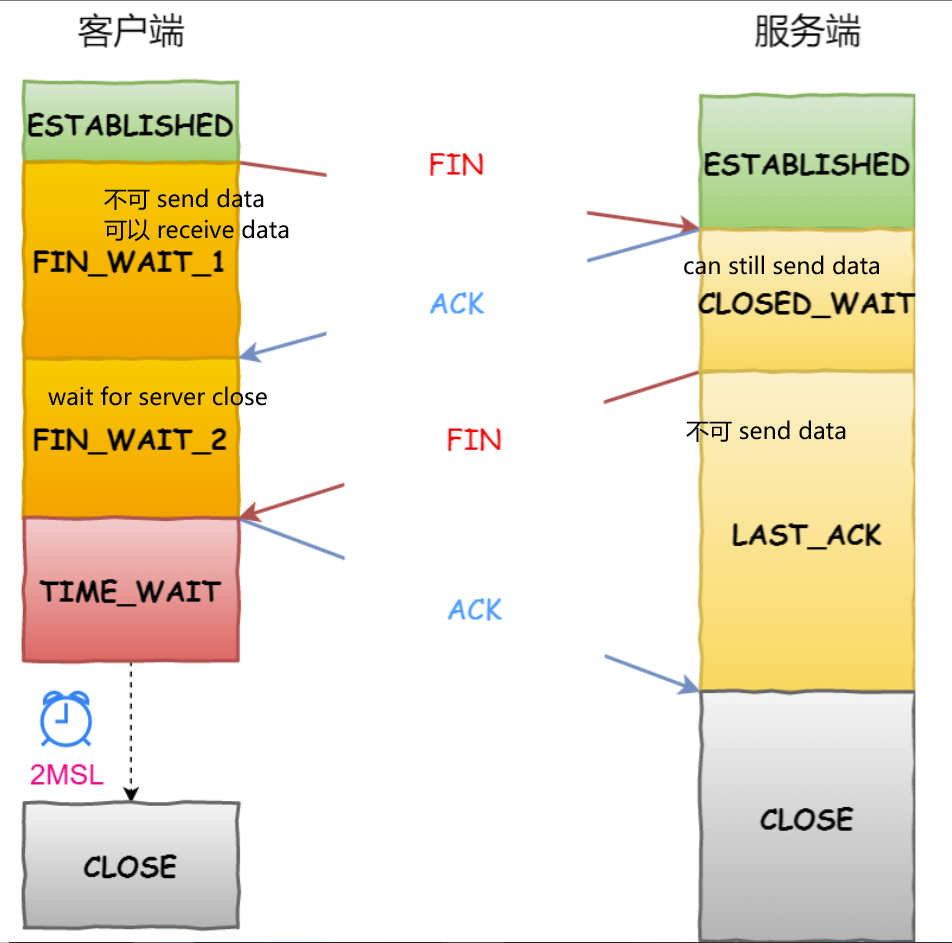 客户端
服务端
ESTABLISHED
FIN
ESTABLISHED
不可 send data
可以 receive data
FIN_WAIT_1
can still send data
ACK
CLOSED_WAIT
wait for server close
FIN_WAIT_2
FIN
不可 send data
LAST_ACK
TIME_WAIT
ACK
2MSL
CLOSE
CLOSE